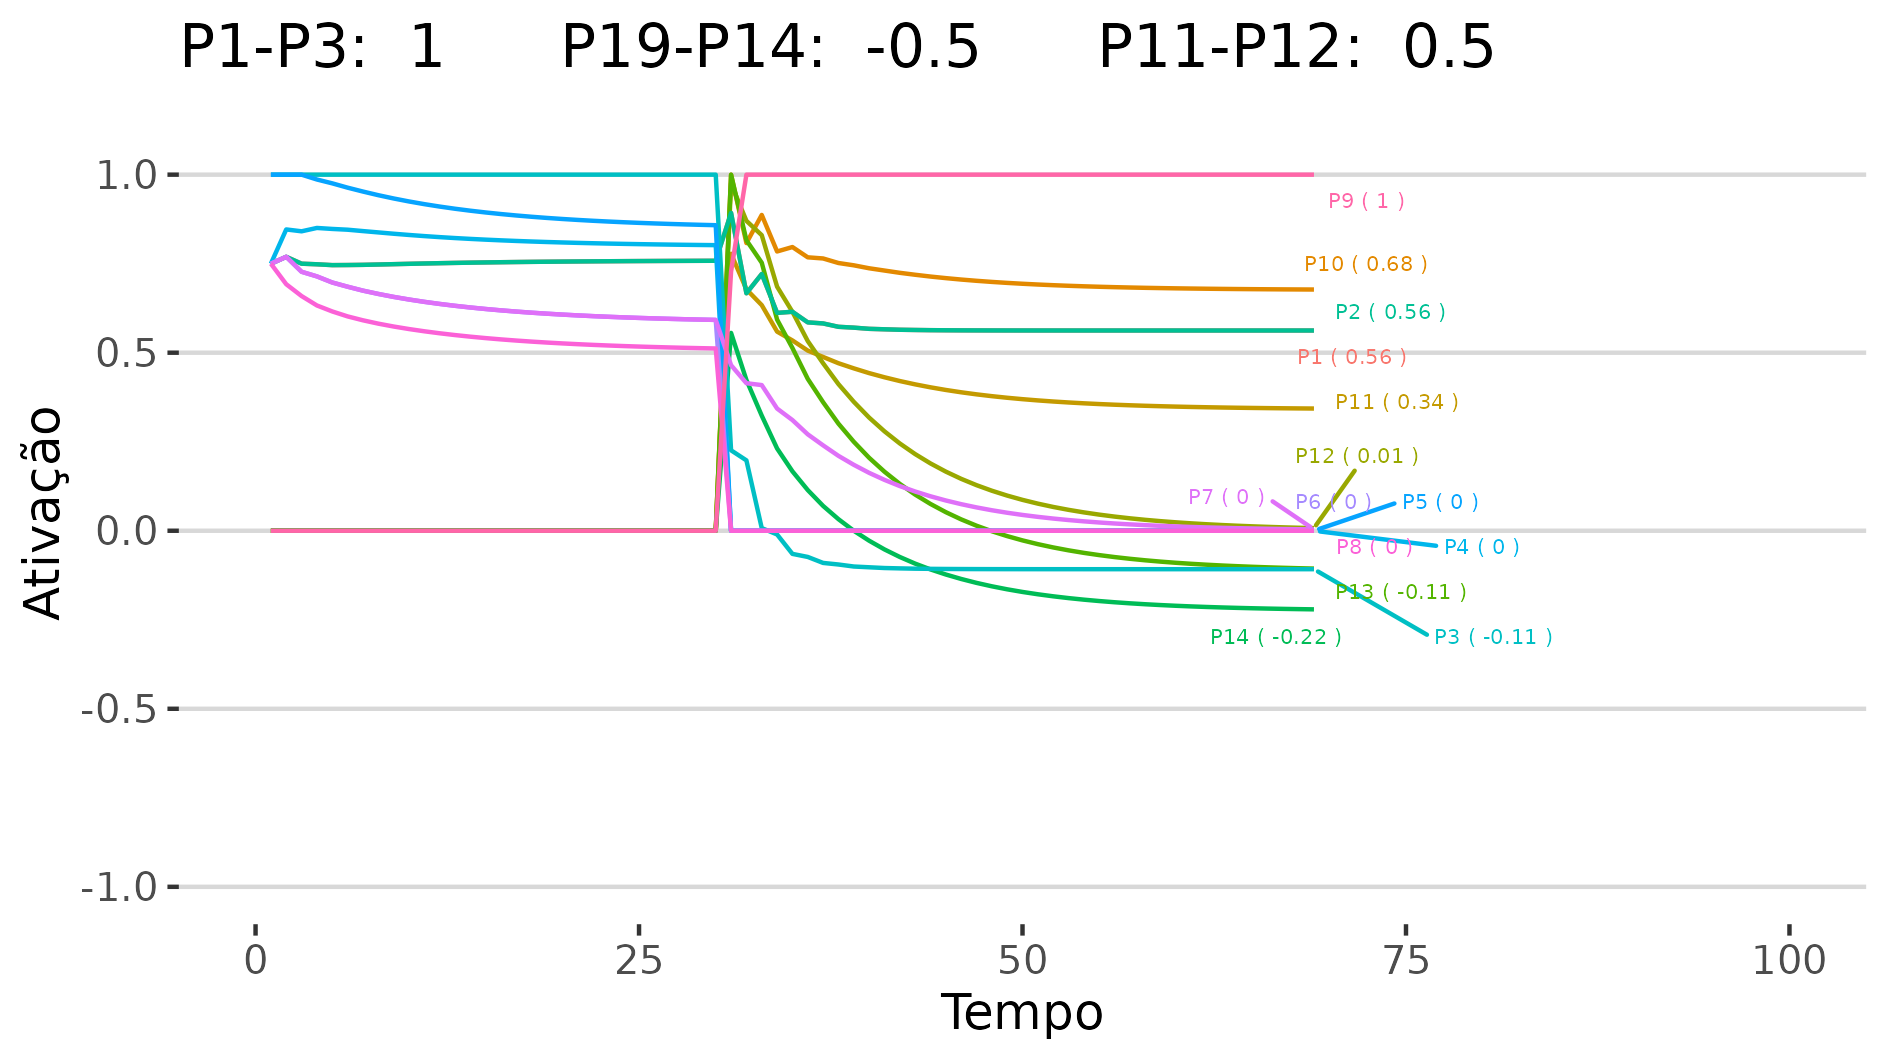 P1-P3: 1 P19-P14: -0.5 P11-P12: 0.5
Ativação
1.0
0.5
0.0
-0.5
-1.0
P9 ( 1 )
P10 ( 0.68 )
P2 ( 0.56 )
P1 ( 0.56 )
P11 ( 0.34 )
P12 ( 0.01 )
P7 ( 0 ) P6 ( 0 ) P5 ( 0 )
P8 ( 0 ) P4 ( 0 )
P13 ( -0.11 )
P14 ( -0.22 ) P3 ( -0.11 )
0 25 50 75 100
Tempo